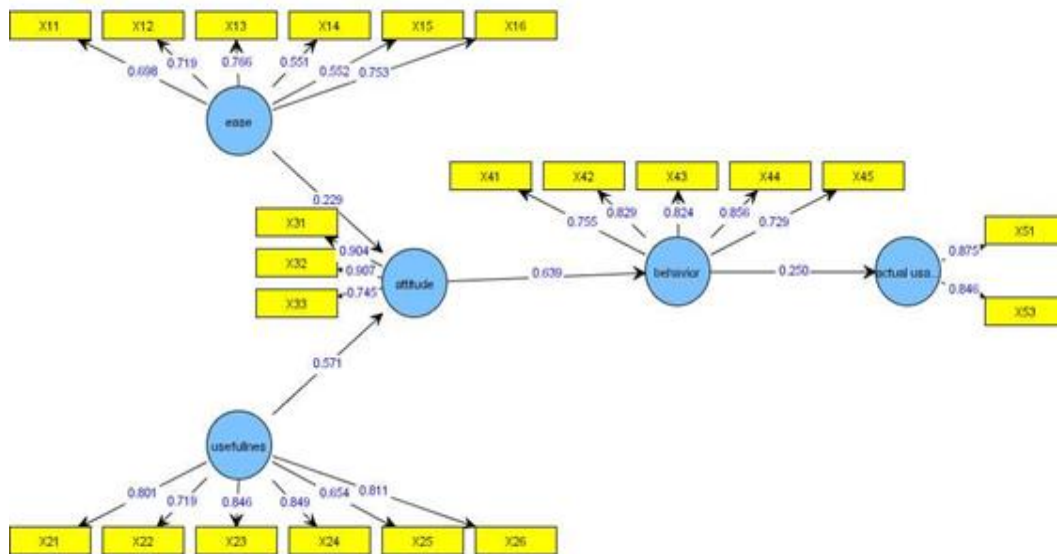 X11 X12 X13 X14 X15 X16
0.698 0.719 0.766 0.551 0.552 0.753
ease
0.229
X41 X42 X43 X44 X45
0.755 0.829 0.824 0.856 0.729
X31
0.904
X32
0.907
X33
0.745
attitude
0.639
behavior
0.250
actual usa...
X51
0.875
0.846
X53
0.571
usefullnes
0.801 0.719 0.846 0.849 0.654 0.811
X21 X22 X23 X24 X25 X26